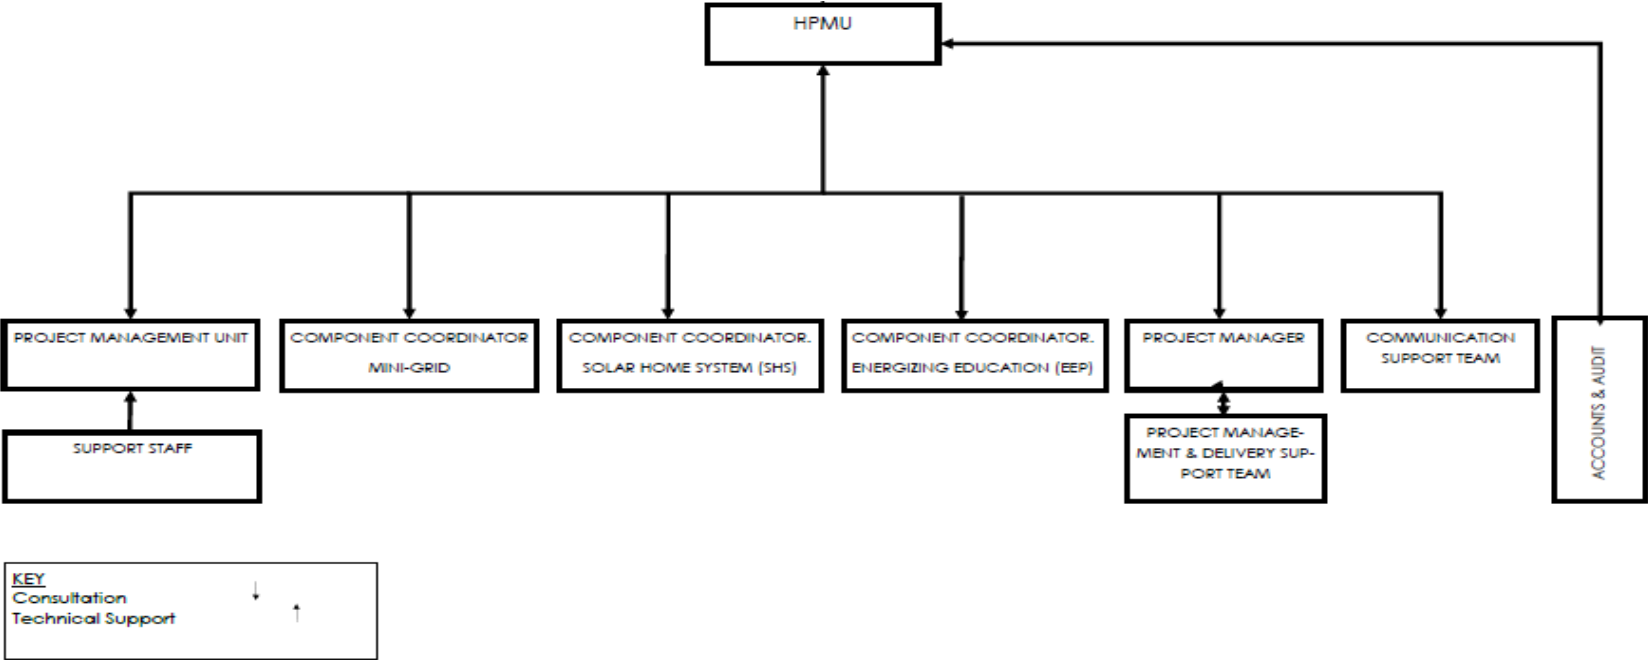 HPMU
PROJECT MANAGEMENT UNIT
COMPONENT COORDINATOR
MINI-GRID
COMPONENT COORDINATOR.
SOLAR HOME SYSTEM (SHS)
COMPONENT COORDINATOR.
ENERGIZING EDUCATION (EEP)
PROJECT MANAGER
COMMUNICATION
SUPPORT TEAM
ACCOUNTS & AUDIT
SUPPORT STAFF
PROJECT MANAGE-
MENT & DELIVERY SUP-
PORT TEAM
KEY
Consultation
Technical Support